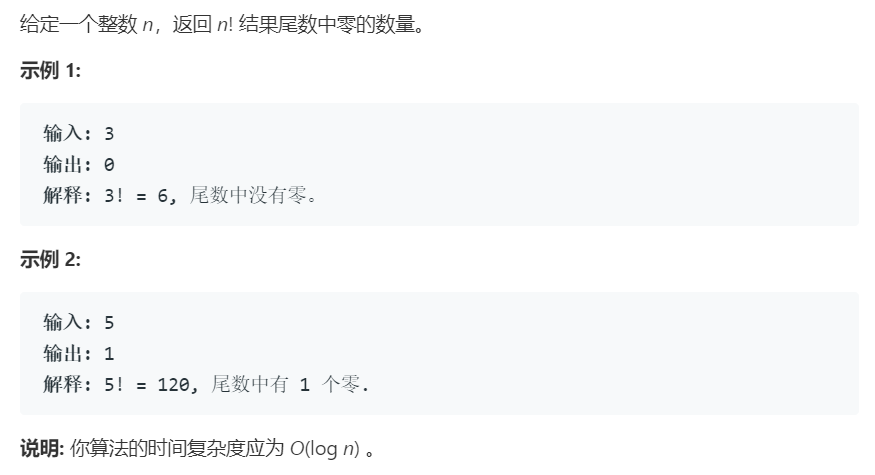 给定一个整数 n，返回 n! 结果尾数中零的数量。
示例 1:
输入: 3
输出: 0
解释: 3! = 6, 尾数中没有零。
示例 2:
输入: 5
输出: 1
解释: 5! = 120, 尾数中有 1 个零.
说明: 你算法的时间复杂度应为 O(log n) 。